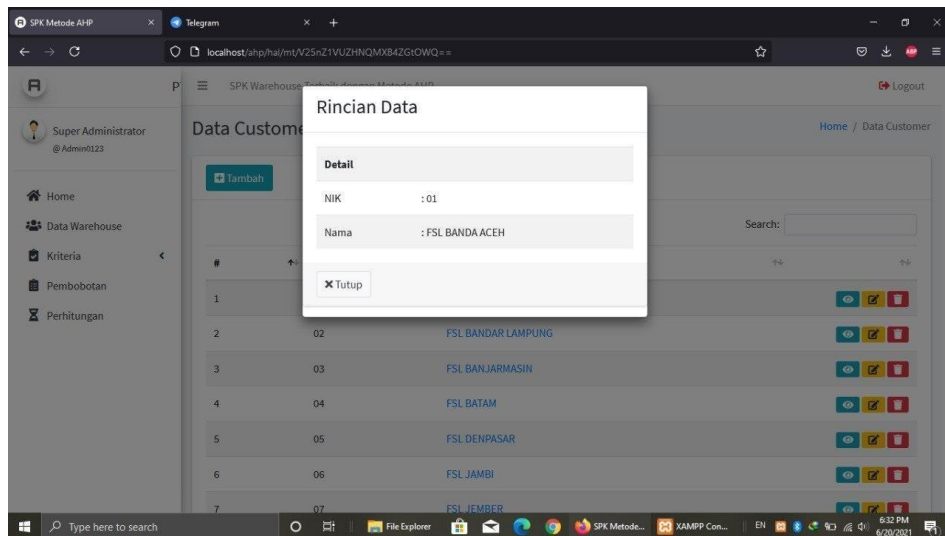 SPK Metode AHP
Telegram
localhost/ahp/hal/mt/V25nZ1VUZHNQMXB4ZGtOWQ==
P
SPK Warehouse Terbaik dengan Metode AHP
Logout
Super Administrator
@Admin0123
Home
Data Warehouse
Kriteria
Pembobotan
Perhitungan
Data Custome
Home / Data Customer
Tambah
Search:
#
1
2 02 FSL BANDAR LAMPUNG
3 03 FSL BANJARMASIN
4 04 FSL BATAM
5 05 FSL DENPASAR
6 06 FSL JAMBI
7 07 FSL JEMBER
Rincian Data
Detail
NIK : 01
Nama : FSL BANDA ACEH
Tutup
Type here to search
File Explorer
SPK Metode...
XAMPP Con...
EN
6:32 PM
6/20/2021